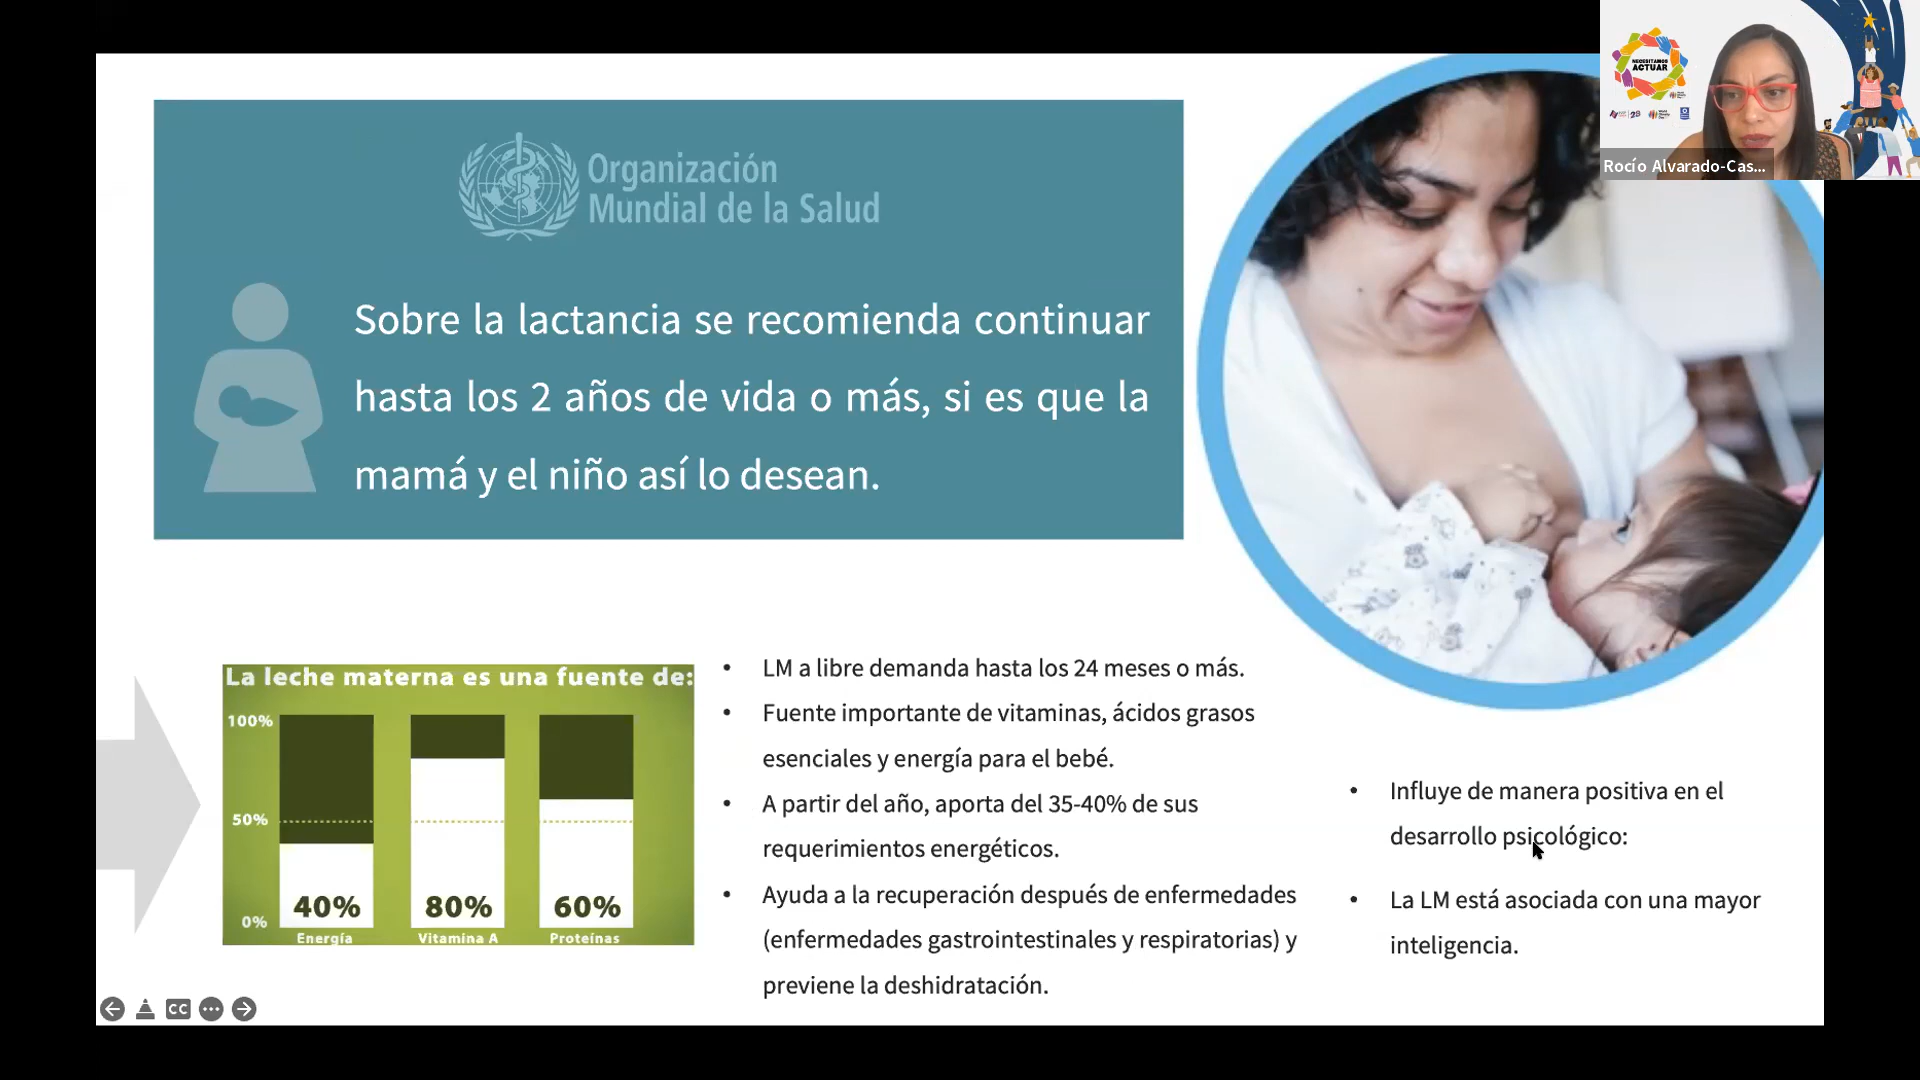 Organización
Mundial de la Salud
Sobre la lactancia se recomienda continuar
hasta los 2 años de vida o más, si es que la
mamá y el niño así lo desean.
NECESITAMOS
ACTUAR
Rocío Alvarado-Cas...
La leche materna es una fuente de:
100%
50%
0%
40%
80%
60%
Energía
Vitamina A
Proteínas
• LM a libre demanda hasta los 24 meses o más.
• Fuente importante de vitaminas, ácidos grasos
esenciales y energía para el bebé.
• A partir del año, aporta del 35-40% de sus
requerimientos energéticos.
• Ayuda a la recuperación después de enfermedades
(enfermedades gastrointestinales y respiratorias) y
previene la deshidratación.
• Influye de manera positiva en el
desarrollo psicológico:
• La LM está asociada con una mayor
inteligencia.
CC